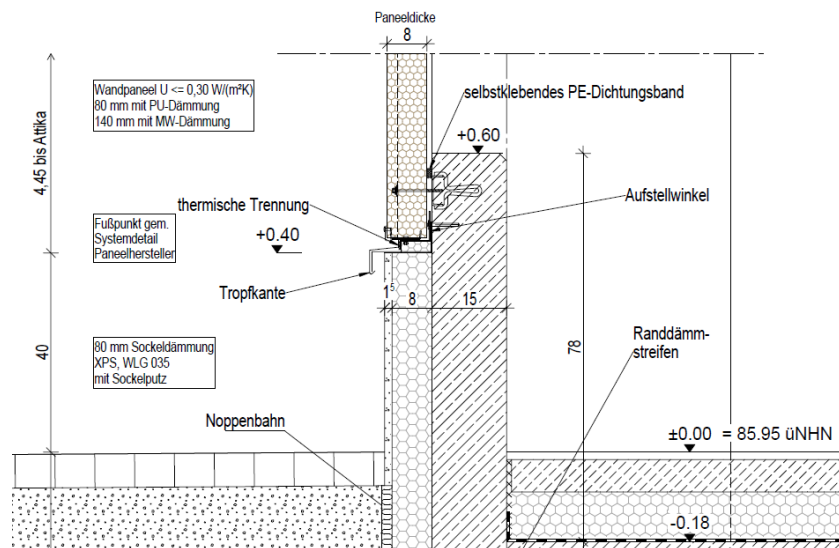 Paneeldicke
8
Wandpaneel U <= 0,30 W/(m²K)
80 mm mit PU-Dämmung
140 mm mit MW-Dämmung
selbstklebendes PE-Dichtungsband
+0.60
4,45 bis Attika
thermische Trennung
Aufstellwinkel
Fußpunkt gem.
Systemdetail
Paneelhersteller
+0.40
Tropfkante
1⁵
8
15
80 mm Sockeldämmung
XPS, WLG 035
mit Sockelputz
40
78
Randdämm-
streifen
Noppenbahn
±0.00 = 85.95 üNHN
-0.18